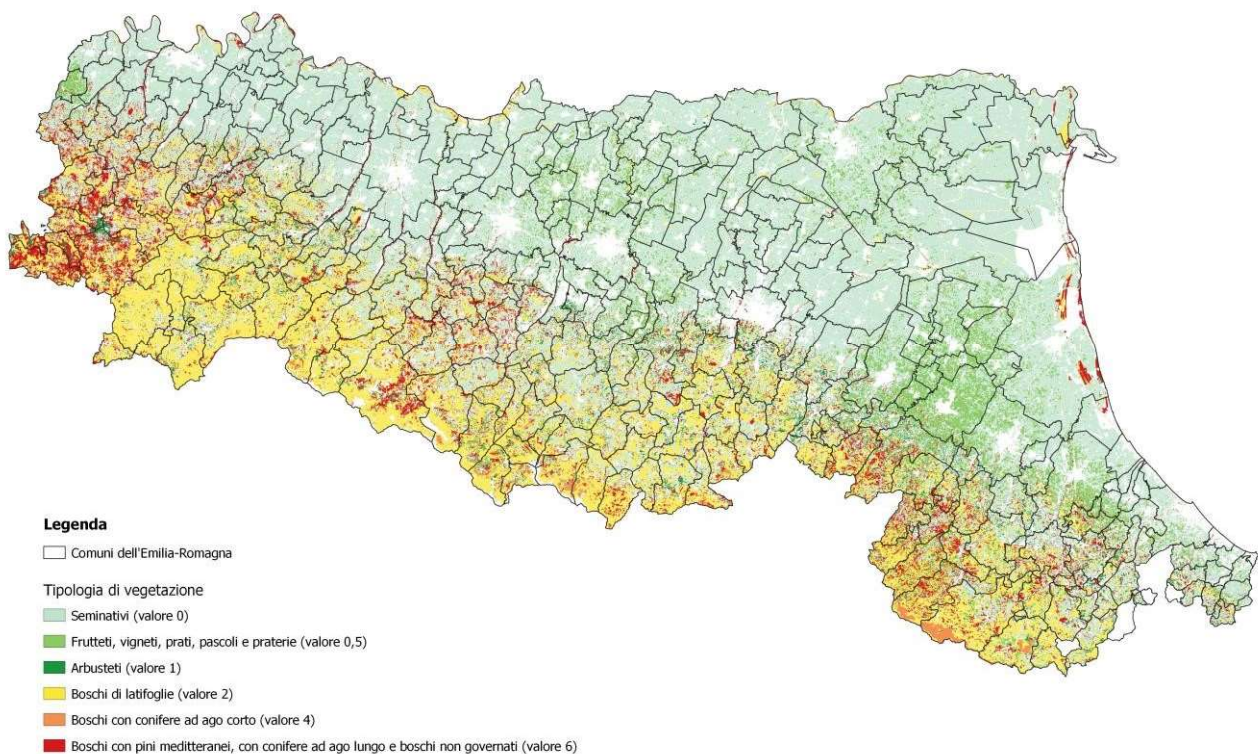 Legenda
Comuni dell'Emilia-Romagna
Tipologia di vegetazione
Seminativi (valore 0)
Frutteti, vigneti, prati, pascoli e praterie (valore 0,5)
Arbusteti (valore 1)
Boschi di latifoglie (valore 2)
Boschi con conifere ad ago corto (valore 4)
Boschi con pini meditteranei, con conifere ad ago lungo e boschi non governati (valore 6)